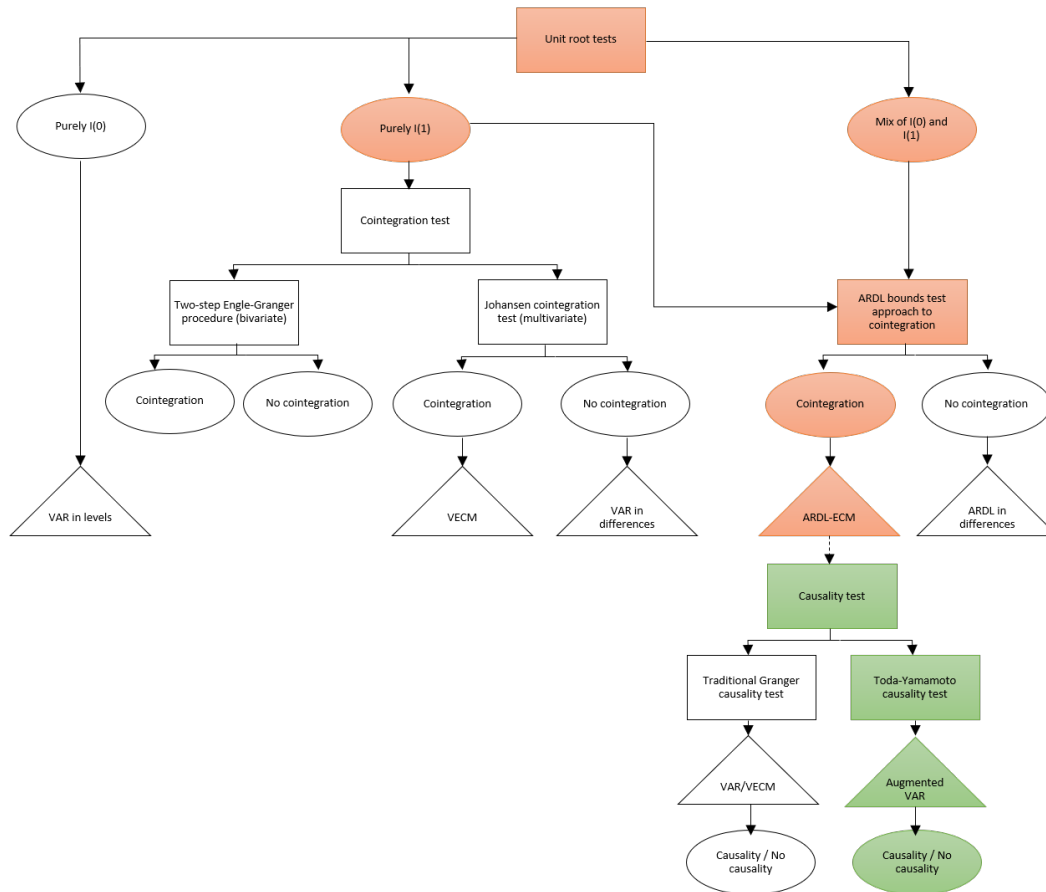 Unit root tests
Purely I(0)
Purely I(1)
Mix of I(0) and
I(1)
Cointegration test
Two-step Engle-Granger
procedure (bivariate)
Johansen cointegration
test (multivariate)
ARDL bounds test
approach to
cointegration
Cointegration
No cointegration
Cointegration
No cointegration
Cointegration
No cointegration
VAR in levels
VECM
VAR in
differences
ARDL-ECM
ARDL in
differences
Causality test
Traditional Granger
causality test
Toda-Yamamoto
causality test
VAR/VECM
Augmented
VAR
Causality / No
causality
Causality / No
causality